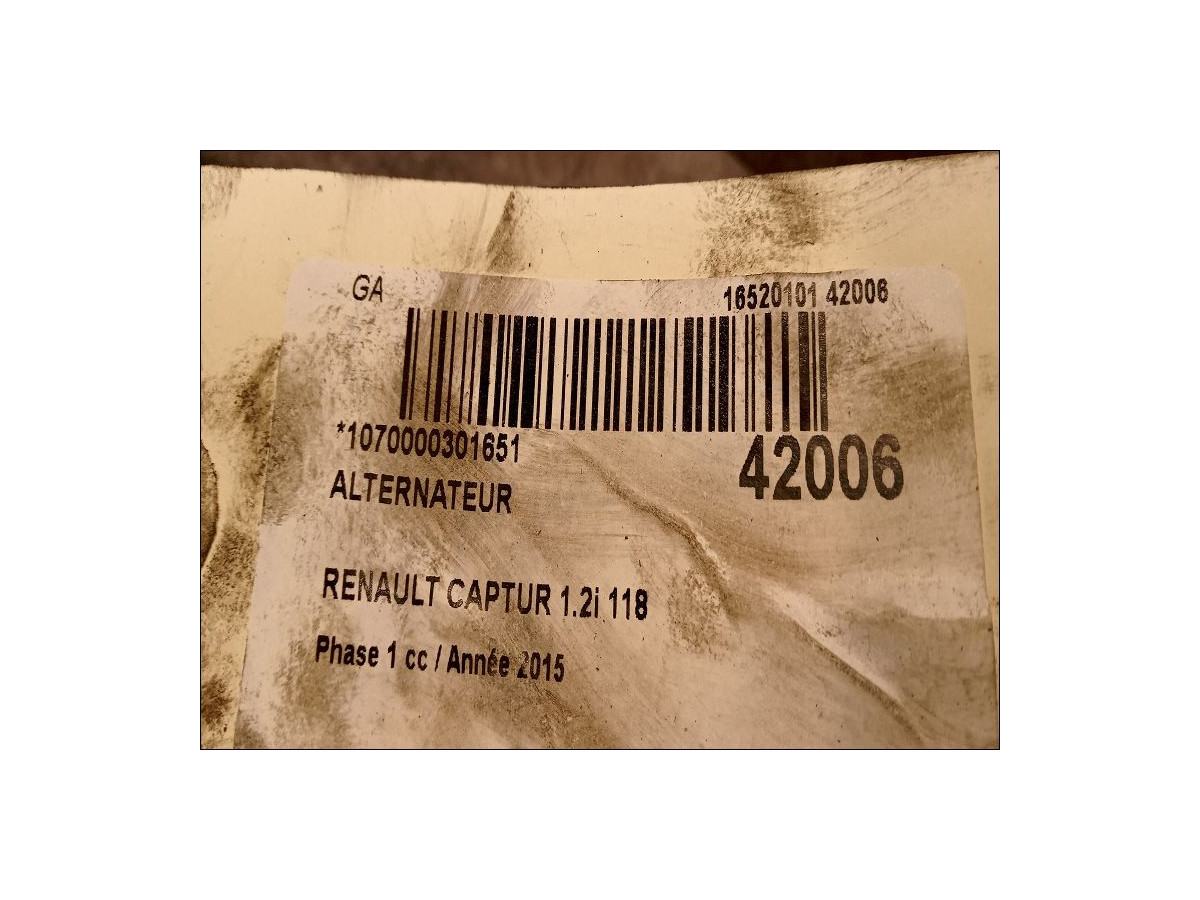 GA
16520101 42006
*1070000301651
42006
ALTERNATEUR
RENAULT CAPTUR 1.2i 118
Phase 1 cc / Année 2015